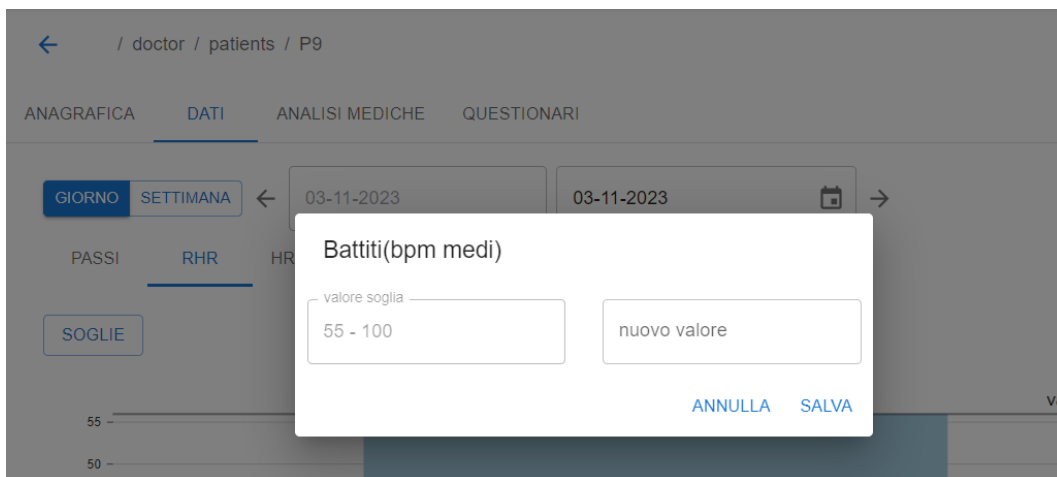 / doctor / patients / P9
ANAGRAFICA DATI ANALISI MEDICHE QUESTIONARI
GIORNO SETTIMANA 03-11-2023 03-11-2023
PASSI RHR HR
Battiti(bpm medi)
valore soglia
55 - 100 nuovo valore
SOGLIE
ANNULLA SALVA
55
50